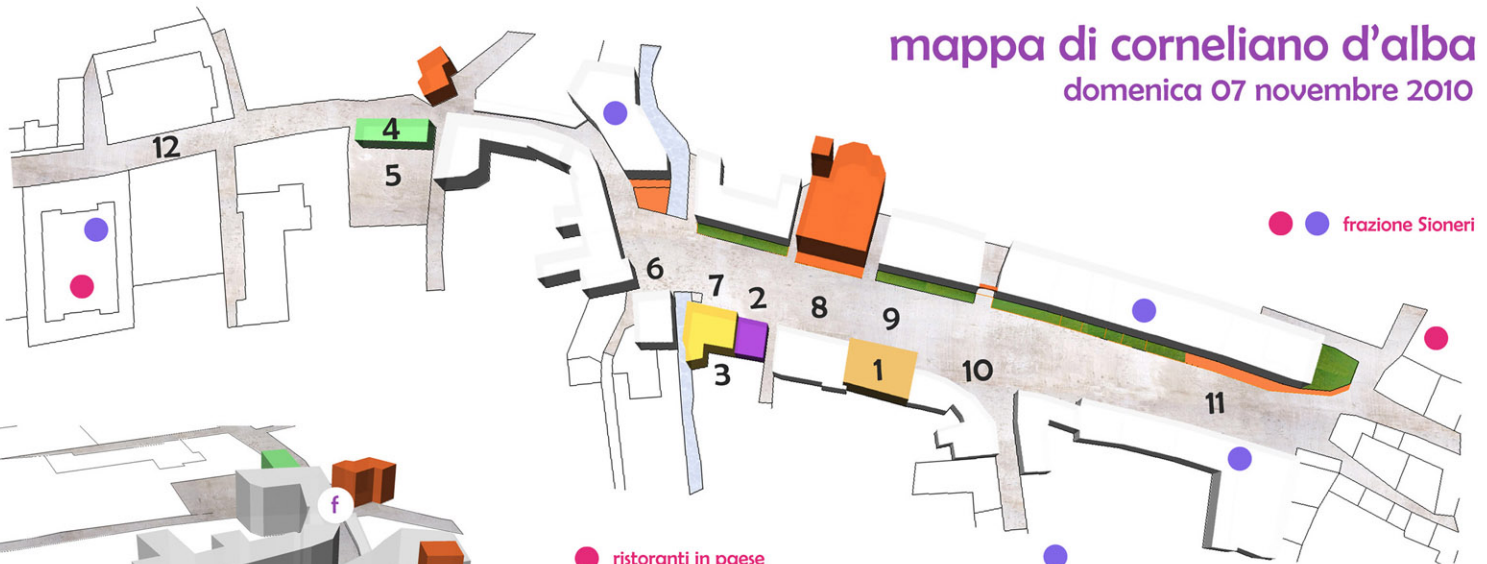 mappa di corneliano d'alba
domenica 07 novembre 2010
4
12
5
frazione Sioneri
6
7
2
8
9
3
1
10
11
f
ristoranti in paese